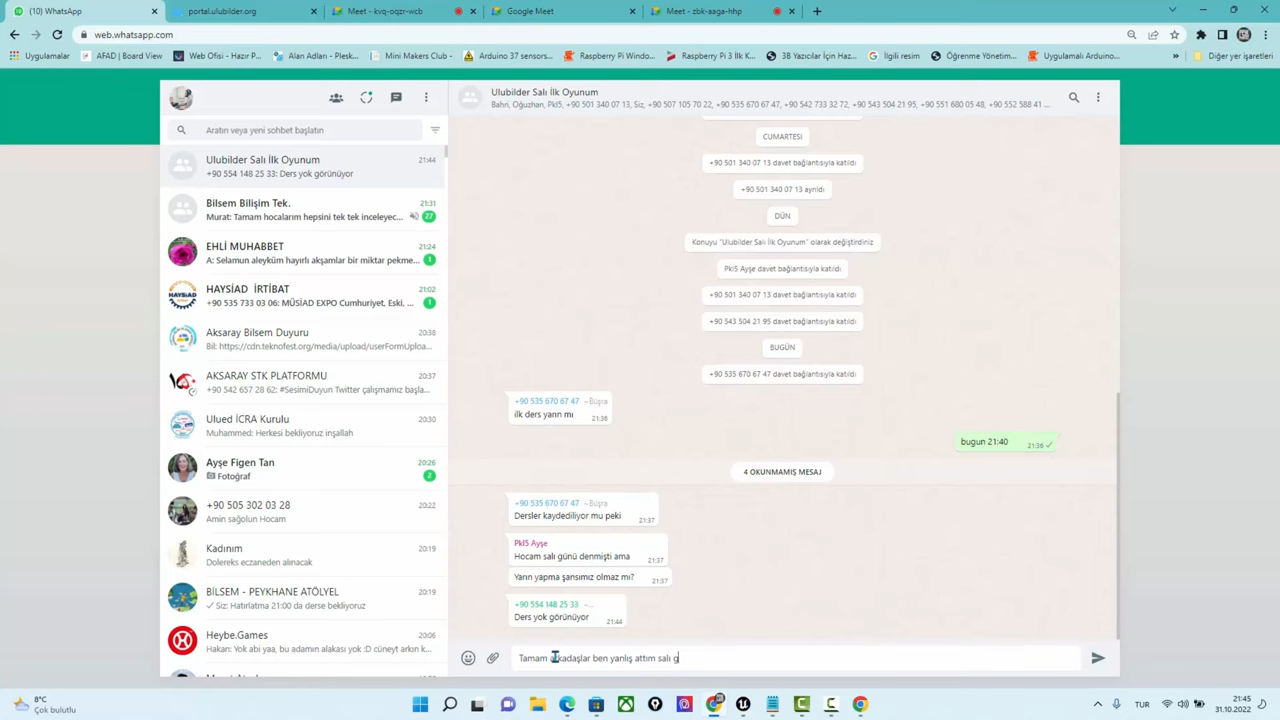 (1) WhatsApp
portal.ulubilder.org
Meet - kvq-oqzr-wcb
Google Meet
Meet - zbk-aaga-hhp
web.whatsapp.com
Uygulamalar
AFAD | Board View
Web Ofisi - Hazır P...
Alan Adları - Plesk...
Mini Makers Club -
Arduino 37 sensors...
Raspberry Pi Windo...
Raspberry Pi 3 İlk K...
3B Yazıcılar İçin Haz...
İlgili resim
Öğrenme Yönetim...
Uygulamalı Arduino...
»
Diğer yer işaretleri
Aratın veya yeni sohbet başlatın
Ulubilder Salı İlk Oyunum 21:44
+90 554 148 25 33: Ders yok görünüyor
Bilsem Bilişim Tek. 21:31
Murat: Tamam hocalarım hepsini tek tek inceleyec... 27
EHLİ MUHABBET 21:24
A: Selamun aleyküm hayırlı akşamlar bir miktar pekme... 1
HAYSİAD İRTİBAT 21:02
+90 535 733 03 06: MÜSİAD EXPO Cumhuriyet, Eski, ... 1
Aksaray Bilsem Duyuru 20:38
Bil: https://cdn.teknofest.org/media/upload/userFormUploa...
AKSARAY STK PLATFORMU 20:37
+90 542 657 28 62: #SesimiDuyun Twitter çalışmamız başla...
Ulued İCRA Kurulu 20:30
Muhammed: Herkesi bekliyoruz inşallah
Ayşe Figen Tan 20:26
Fotoğraf 2
+90 505 302 03 28 20:22
Amin sağolun Hocam
Kadınım 20:19
Dolereks eczaneden alınacak
BİLSEM - PEYKHANE ATÖLYEL 20:19
Siz: Hatırlatma 21:00 da derse bekliyoruz
Heybe.Games 20:06
Hakan: Yok abi yaa, bu adamın alakası yok :D cüneyt arkın k...
Ulubilder Salı İlk Oyunum
Bahri, Oğuzhan, Pkl5, +90 501 340 07 13, Siz, +90 507 105 70 22, +90 535 670 67 47, +90 542 733 32 72, +90 543 504 21 95, +90 551 680 05 48, +90 552 588 41 ...
CUMARTESİ
+90 501 340 07 13 davet bağlantısıyla katıldı
+90 501 340 07 13 ayrıldı
DÜN
Konuyu "Ulubilder Salı İlk Oyunum" olarak değiştirdiniz
Pkl5 Ayşe davet bağlantısıyla katıldı
+90 501 340 07 13 davet bağlantısıyla katıldı
+90 543 504 21 95 davet bağlantısıyla katıldı
BUGÜN
+90 535 670 67 47 davet bağlantısıyla katıldı
+90 535 670 67 47 ~Büşra
ilk ders yarın mı 21:36
bugun 21:40 21:36
4 OKUNMAMIŞ MESAJ
+90 535 670 67 47 ~Büşra
Dersler kaydediliyor mu peki 21:37
Pkl5 Ayşe
Hocam salı günü denmişti ama 21:37
Yarın yapma şansımız olmaz mı? 21:37
+90 554 148 25 33 ~...
Ders yok görünüyor 21:44
Tamam arkadaşlar ben yanlış attım salı g
8°C
Çok bulutlu
TUR
21:45
31.10.2022